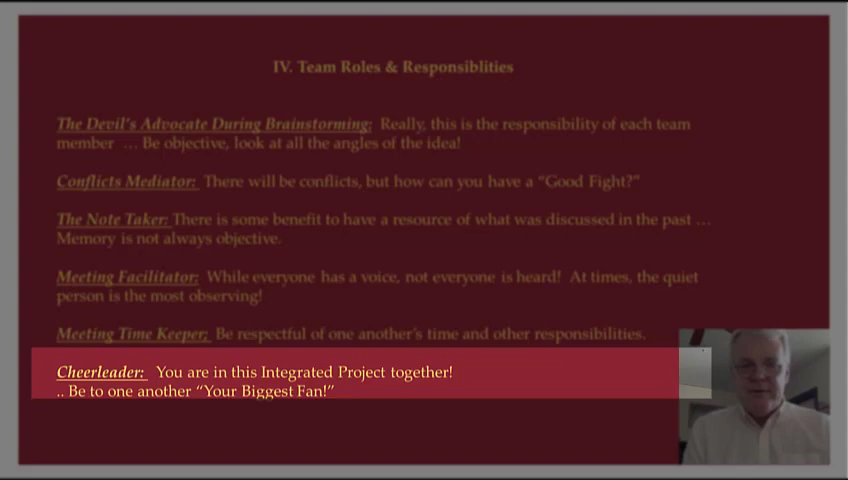 IV. Team Roles & Responsiblities
The Devil's Advocate During Brainstorming: Really, this is the responsibility of each team
member ... Be objective, look at all the angles of the idea!
Conflicts Mediator: There will be conflicts, but how can you have a "Good Fight?"
The Note Taker: There is some benefit to have a resource of what was discussed in the past ...
Memory is not always objective.
Meeting Facilitator: While everyone has a voice, not everyone is heard! At times, the quiet
person is the most observing!
Meeting Time Keeper; Be respectful of one another's time and other responsibilities.
Cheerleader: You are in this Integrated Project together!
.. Be to one another "Your Biggest Fan!"